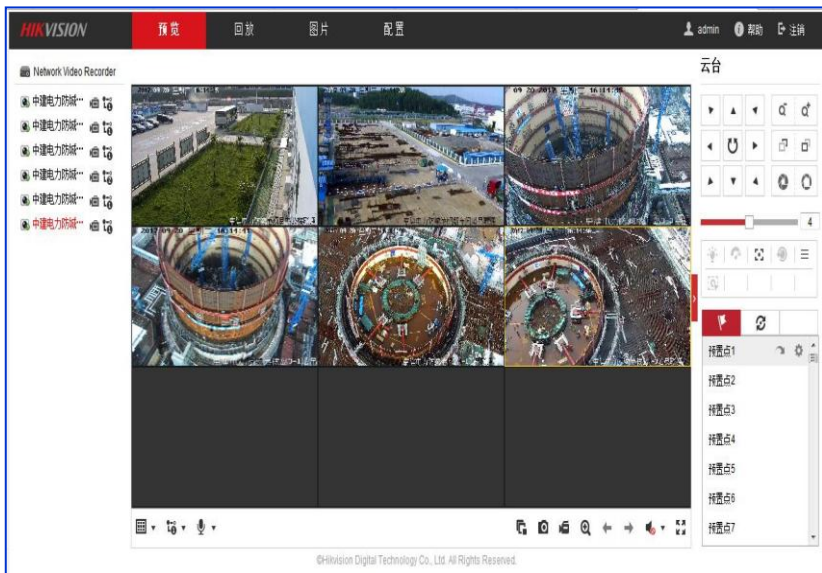 HIKVISION 预览 回放 图片 配置 admin 帮助 注销
Network Video Recorder
云台
中建电力防城···
中建电力防城···
中建电力防城···
中建电力防城···
中建电力防城···
中建电力防城···
09 20 2017
4
预置点1
预置点2
预置点3
预置点4
预置点5
预置点6
预置点7
©Hikvision Digital Technology Co., Ltd. All Rights Reserved.